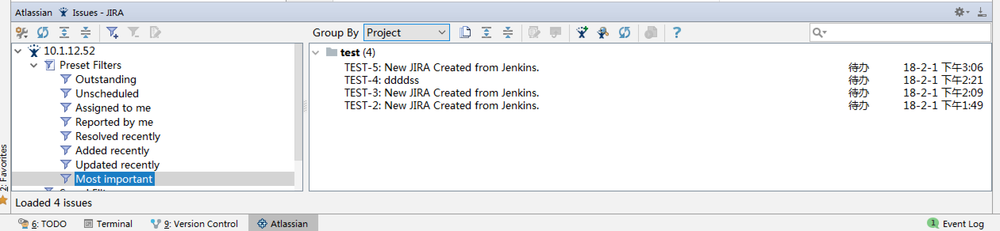 Atlassian Issues - JIRA
Group By Project
10.1.12.52
Preset Filters
Outstanding
Unscheduled
Assigned to me
Reported by me
Resolved recently
Added recently
Updated recently
Most important
test (4)
TEST-5: New JIRA Created from Jenkins. 待办 18-2-1 下午3:06
TEST-4: ddddss 待办 18-2-1 下午2:21
TEST-3: New JIRA Created from Jenkins. 待办 18-2-1 下午2:09
TEST-2: New JIRA Created from Jenkins. 待办 18-2-1 下午1:49
2: Favorites
Loaded 4 issues
6: TODO Terminal 9: Version Control Atlassian 1 Event Log